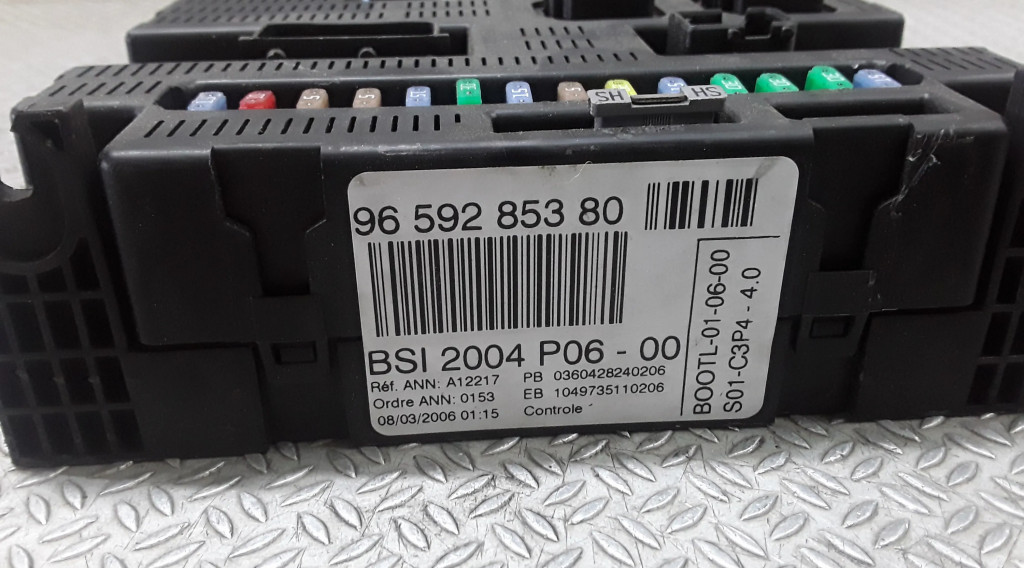 SH HS
96 592 853 80
BSI 2004 P06 - 00
Réf. ANN: A12217 PB 0360428240206
Ordre ANN: 0153 EB 1049735110206
08/03/2006 01:15 Controle
BOOTL-01-06-00
S01-C3P4 - 4.0